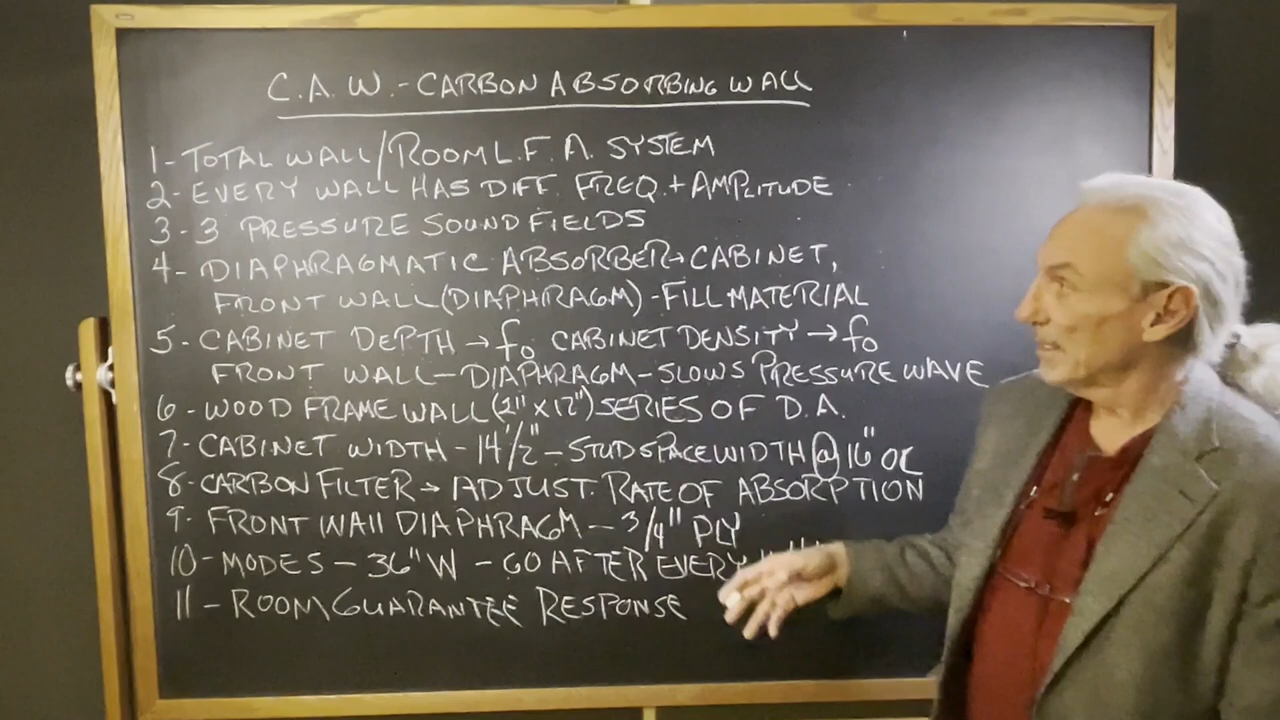 C.A.W.-CARBON ABSORBING WALL
1-TOTAL WALL/ROOM L.F.A. SYSTEM
2-EVERY WALL HAS DIFF. FREQ.+AMPLITUDE
3-3 PRESSURE SOUND FIELDS
4-DIAPHRAGMATIC ABSORBER→CABINET,
FRONT WALL(DIAPHRAGM)-FILL MATERIAL
5-CABINET DEPTH→fo CABINET DENSITY→fo
FRONT WALL-DIAPHRAGM-SLOWS PRESSURE WAVE
6-WOOD FRAME WALL(2"X12")SERIES OF D.A.
7-CABINET WIDTH-14'/2"-STUD SPACE WIDTH@16" OC
8-CARBON FILTER→ADJUST. RATE OF ABSORPTION
9-FRONT WALL DIAPHRAGM-3/4" PLY
10-MODES-36"W-GO AFTER EVERY
11-ROOM GUARANTEE RESPONSE